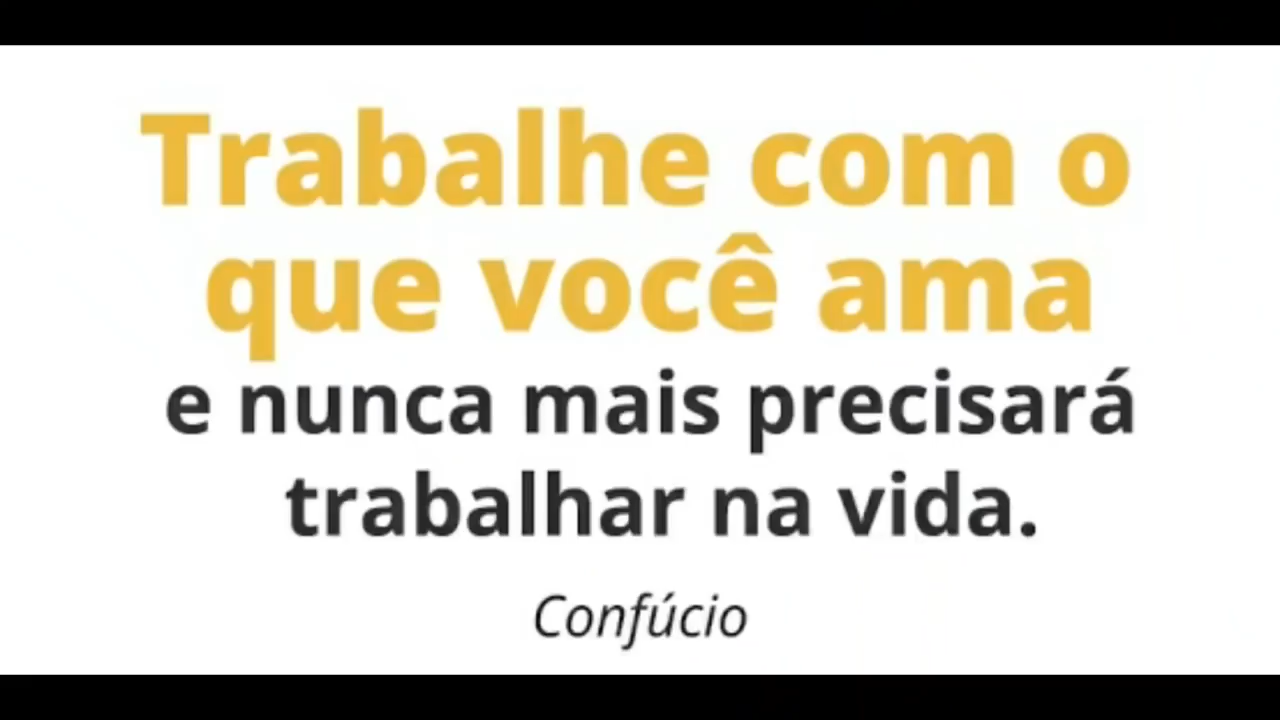 Trabalhe com o
que você ama
e nunca mais precisará
trabalhar na vida.
Confúcio